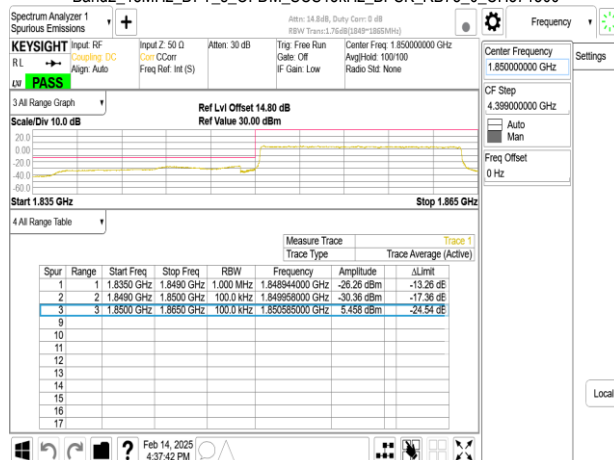 Spectrum Analyzer 1
Spurious Emissions
Attn: 14.8dB, Duty Corr: 0 dB
RBW Tranc:1.76dB(1849~1865MHz)
Frequency
Settings
KEYSIGHT
RL
PASS
Input: RF
Coupling: DC
Align: Auto
Input Z: 50 Ω
Corr CCorr
Freq Ref: Int (S)
Atten: 30 dB
Trig: Free Run
Gate: Off
IF Gain: Low
Center Freq: 1.850000000 GHz
Avg|Hold: 100/100
Radio Std: None
Center Frequency
1.850000000 GHz
CF Step
4.399000000 GHz
Auto
Man
Freq Offset
0 Hz
3 All Range Graph
Scale/Div 10.0 dB
Ref Lvl Offset 14.80 dB
Ref Value 30.00 dBm
20.0
0.00
-20.0
-40.0
-60.0
Start 1.835 GHz
Stop 1.865 GHz
4 All Range Table
Measure Trace Trace 1
Trace Type Trace Average (Active)
Spur Range Start Freq Stop Freq RBW Frequency Amplitude ΔLimit
1 1 1.8350 GHz 1.8490 GHz 1.000 MHz 1.848944000 GHz -26.26 dBm -13.26 dB
2 2 1.8490 GHz 1.8500 GHz 100.0 kHz 1.849958000 GHz -30.36 dBm -17.36 dB
3 3 1.8500 GHz 1.8650 GHz 100.0 kHz 1.850585000 GHz 5.458 dBm -24.54 dB
9
10
11
12
13
14
15
16
17
Local
Feb 14, 2025
4:37:42 PM